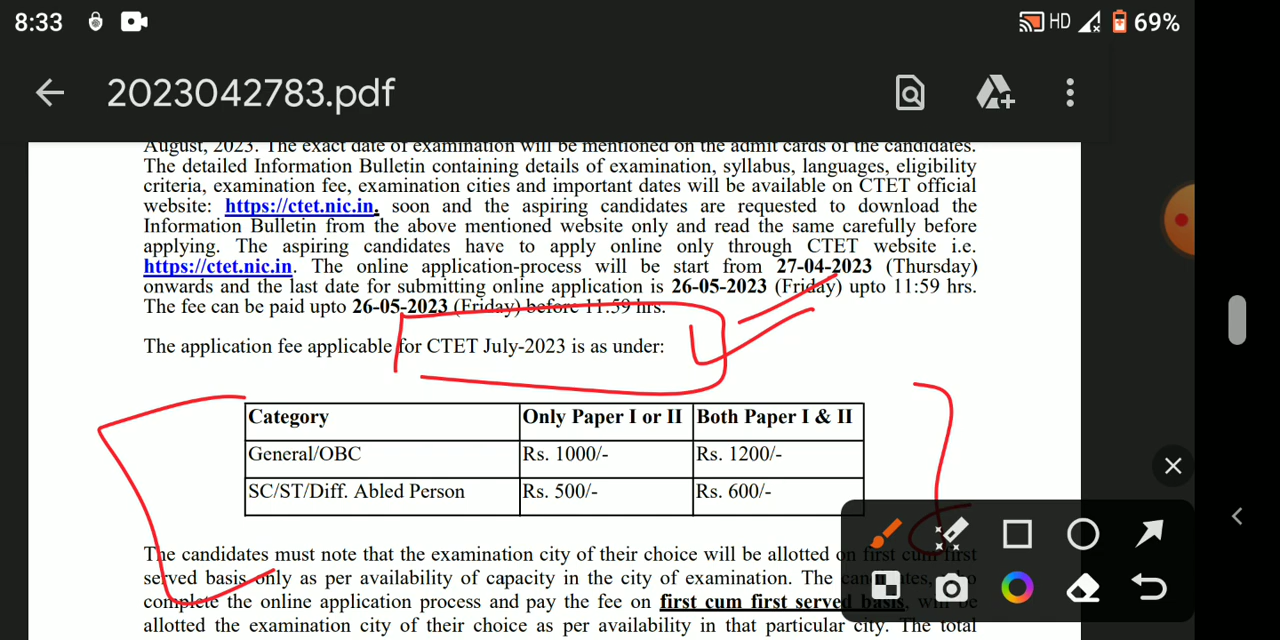 8:33 HD 69%
2023042783.pdf
August, 2023. The exact date of examination will be mentioned on the admit cards of the candidates.
The detailed Information Bulletin containing details of examination, syllabus, languages, eligibility
criteria, examination fee, examination cities and important dates will be available on CTET official
website: https://ctet.nic.in. soon and the aspiring candidates are requested to download the
Information Bulletin from the above mentioned website only and read the same carefully before
applying. The aspiring candidates have to apply online only through CTET website i.e.
https://ctet.nic.in. The online application-process will be start from 27-04-2023 (Thursday)
onwards and the last date for submitting online application is 26-05-2023 (Friday) upto 11:59 hrs.
The fee can be paid upto 26-05-2023 (Friday) before 11:59 hrs.
The application fee applicable for CTET July-2023 is as under:
Category Only Paper I or II Both Paper I & II
General/OBC Rs. 1000/- Rs. 1200/-
SC/ST/Diff. Abled Person Rs. 500/- Rs. 600/-
The candidates must note that the examination city of their choice will be allotted on first cum first
served basis only as per availability of capacity in the city of examination. The
complete the online application process and pay the fee on first cum first served basis, will be
allotted the examination city of their choice as per availability in that particular city. The total